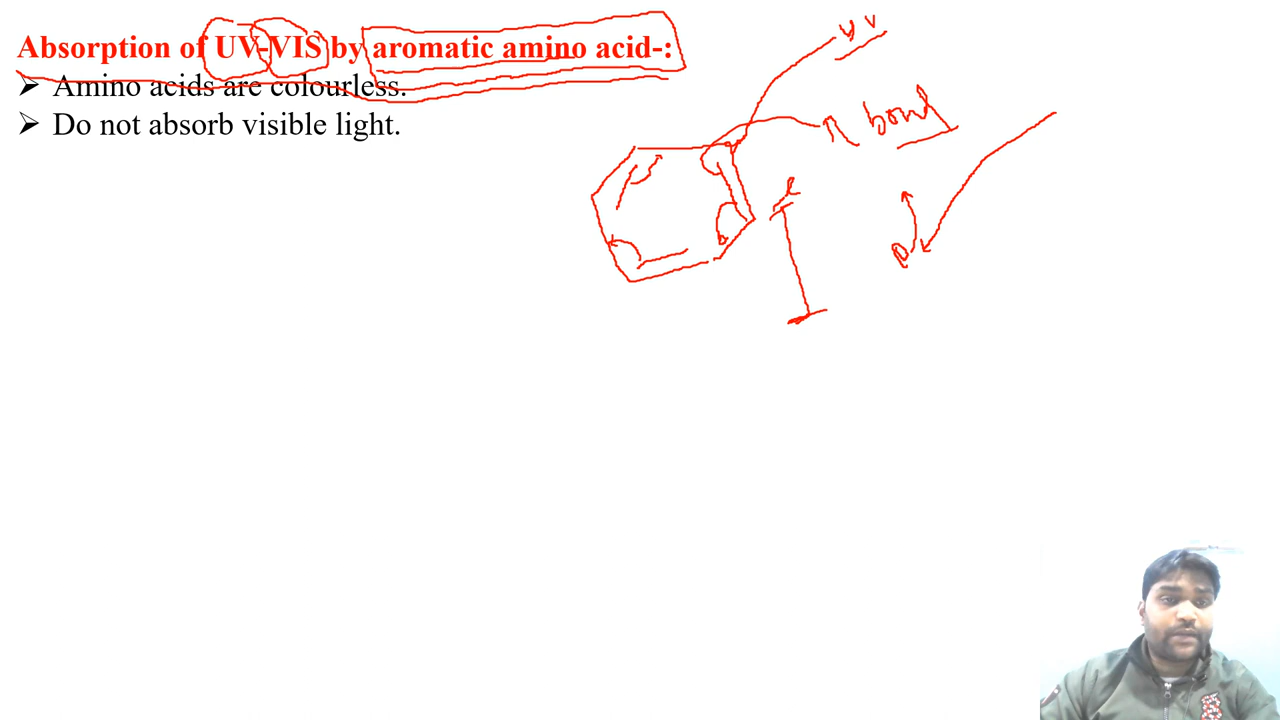 Absorption of UV-VIS by aromatic amino acid-:
➤ Amino acids are colourless.
➤ Do not absorb visible light.
UV
π bond
e